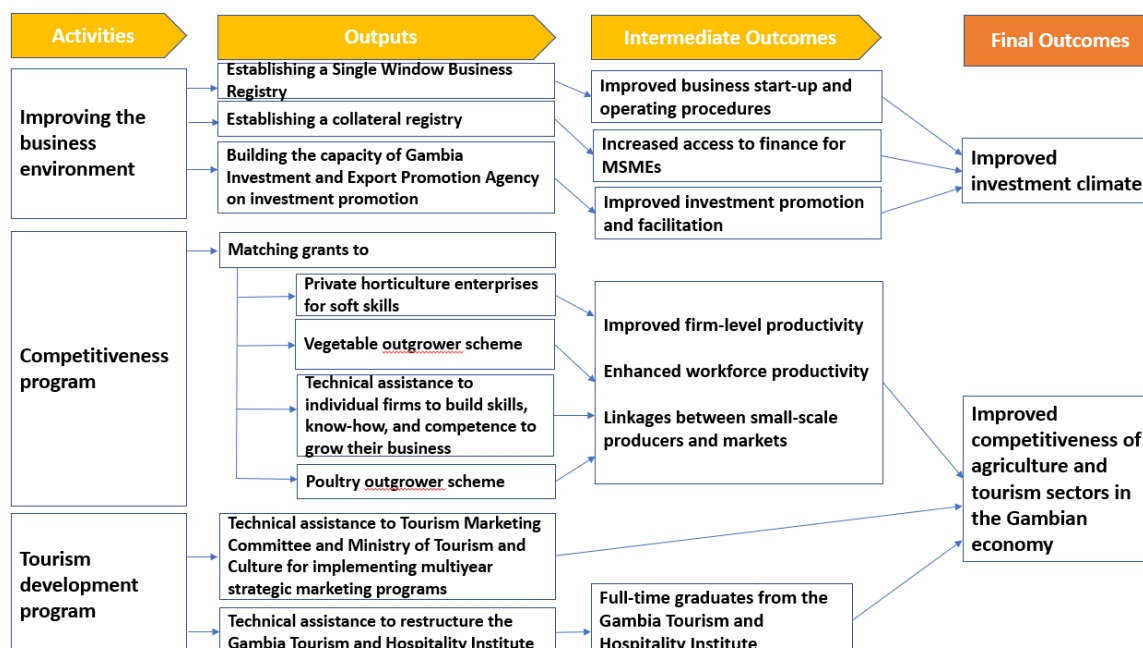 Activities
Outputs
Intermediate Outcomes
Final Outcomes
Improving the
business
environment
Establishing a Single Window Business
Registry
Establishing a collateral registry
Building the capacity of Gambia
Investment and Export Promotion Agency
on investment promotion
Improved business start-up and
operating procedures
Increased access to finance for
MSMEs
Improved investment promotion
and facilitation
Improved
investment climate
Competitiveness
program
Matching grants to
Private horticulture enterprises
for soft skills
Vegetable outgrower scheme
Technical assistance to
individual firms to build skills,
know-how, and competence to
grow their business
Poultry outgrower scheme
Improved firm-level productivity
Enhanced workforce productivity
Linkages between small-scale
producers and markets
Improved
competitiveness of
agriculture and
tourism sectors in
the Gambian
economy
Tourism
development
program
Technical assistance to Tourism Marketing
Committee and Ministry of Tourism and
Culture for implementing multiyear
strategic marketing programs
Technical assistance to restructure the
Gambia Tourism and Hospitality Institute
Full-time graduates from the
Gambia Tourism and
Hospitality Institute